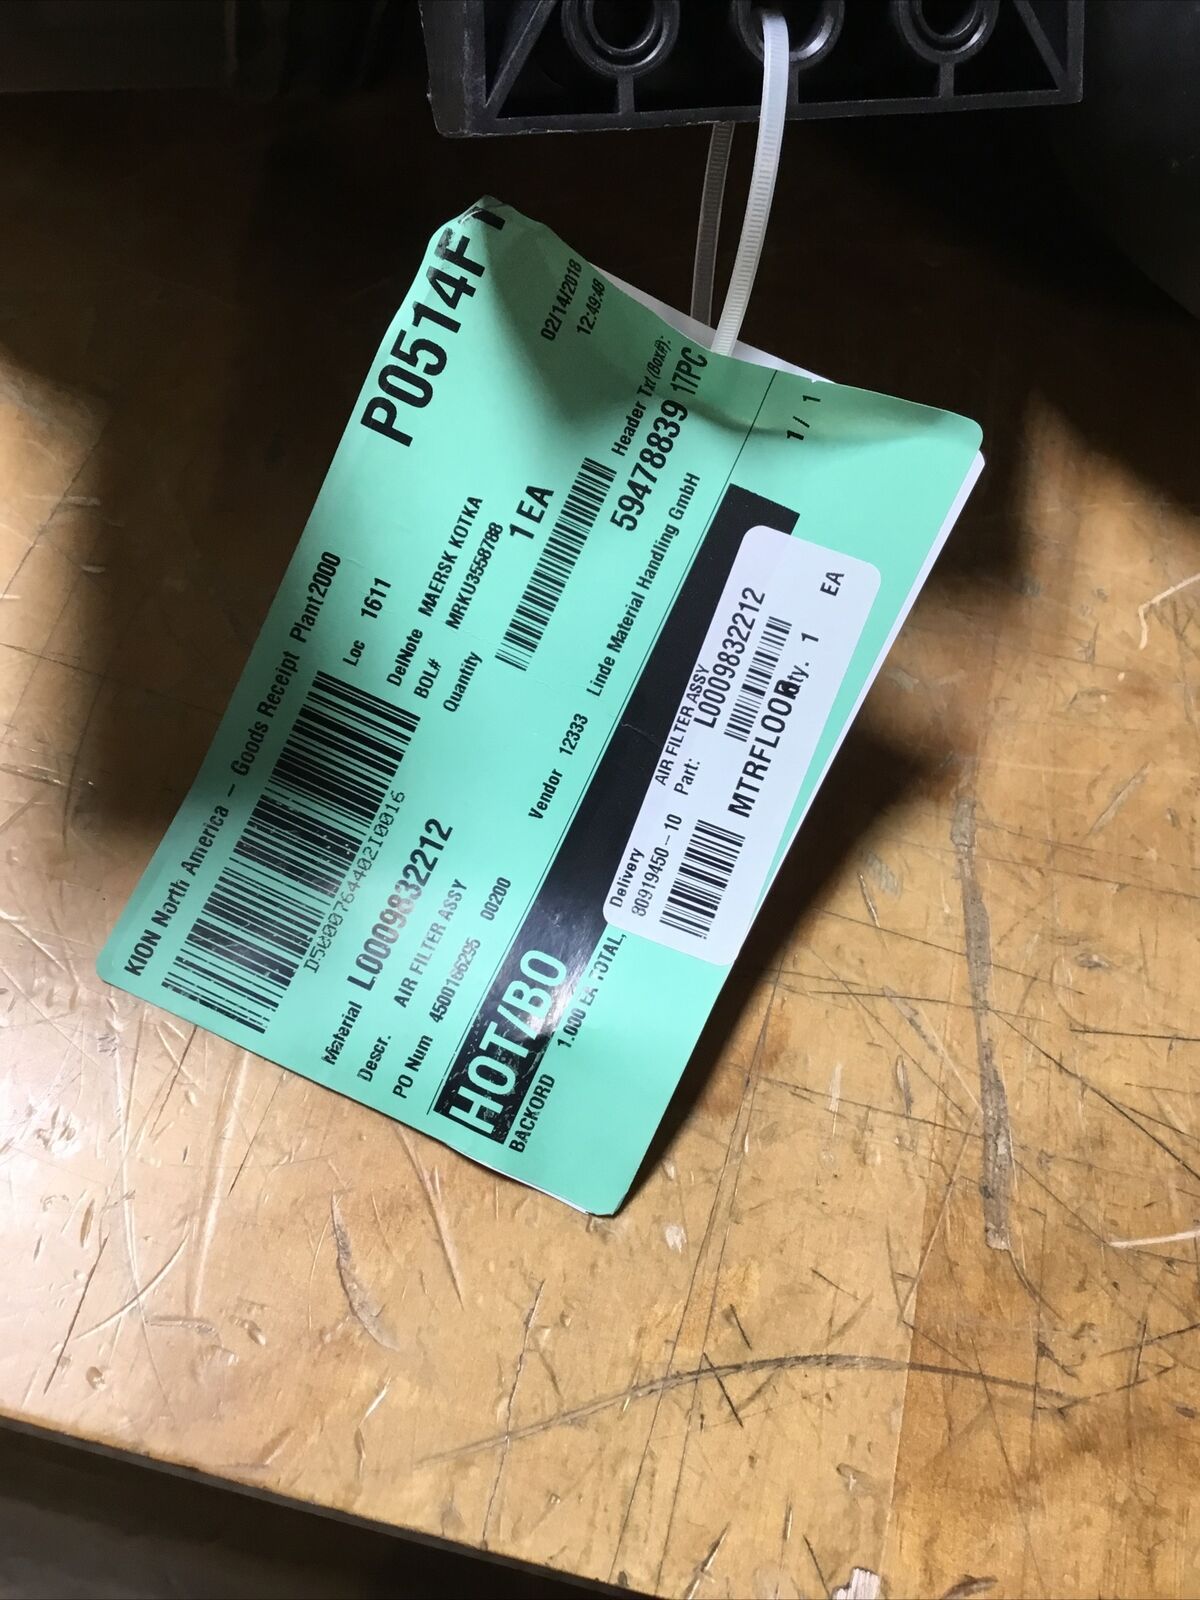 KION North America – Goods Receipt Plant 2000
P0514F
02/14/2018
12:49:48
Loc 1611
D500076440210016
DelNote MAERSK KOTKA
BOL# MRKU3558788
Material L0009832212
Quantity 1 EA
Descr. AIR FILTER ASSY
PO Num 4500166295 00200
Header Txt (Box#):
59478839 17PC
Vendor 12333 Linde Material Handling GmbH
HOT/BO
BACKORD 1.000 EA TOTAL,
1 / 1
Delivery AIR FILTER ASSY
80919450 – 10 Part: L0009832212
MTRFLOOR
Qty. 1 EA